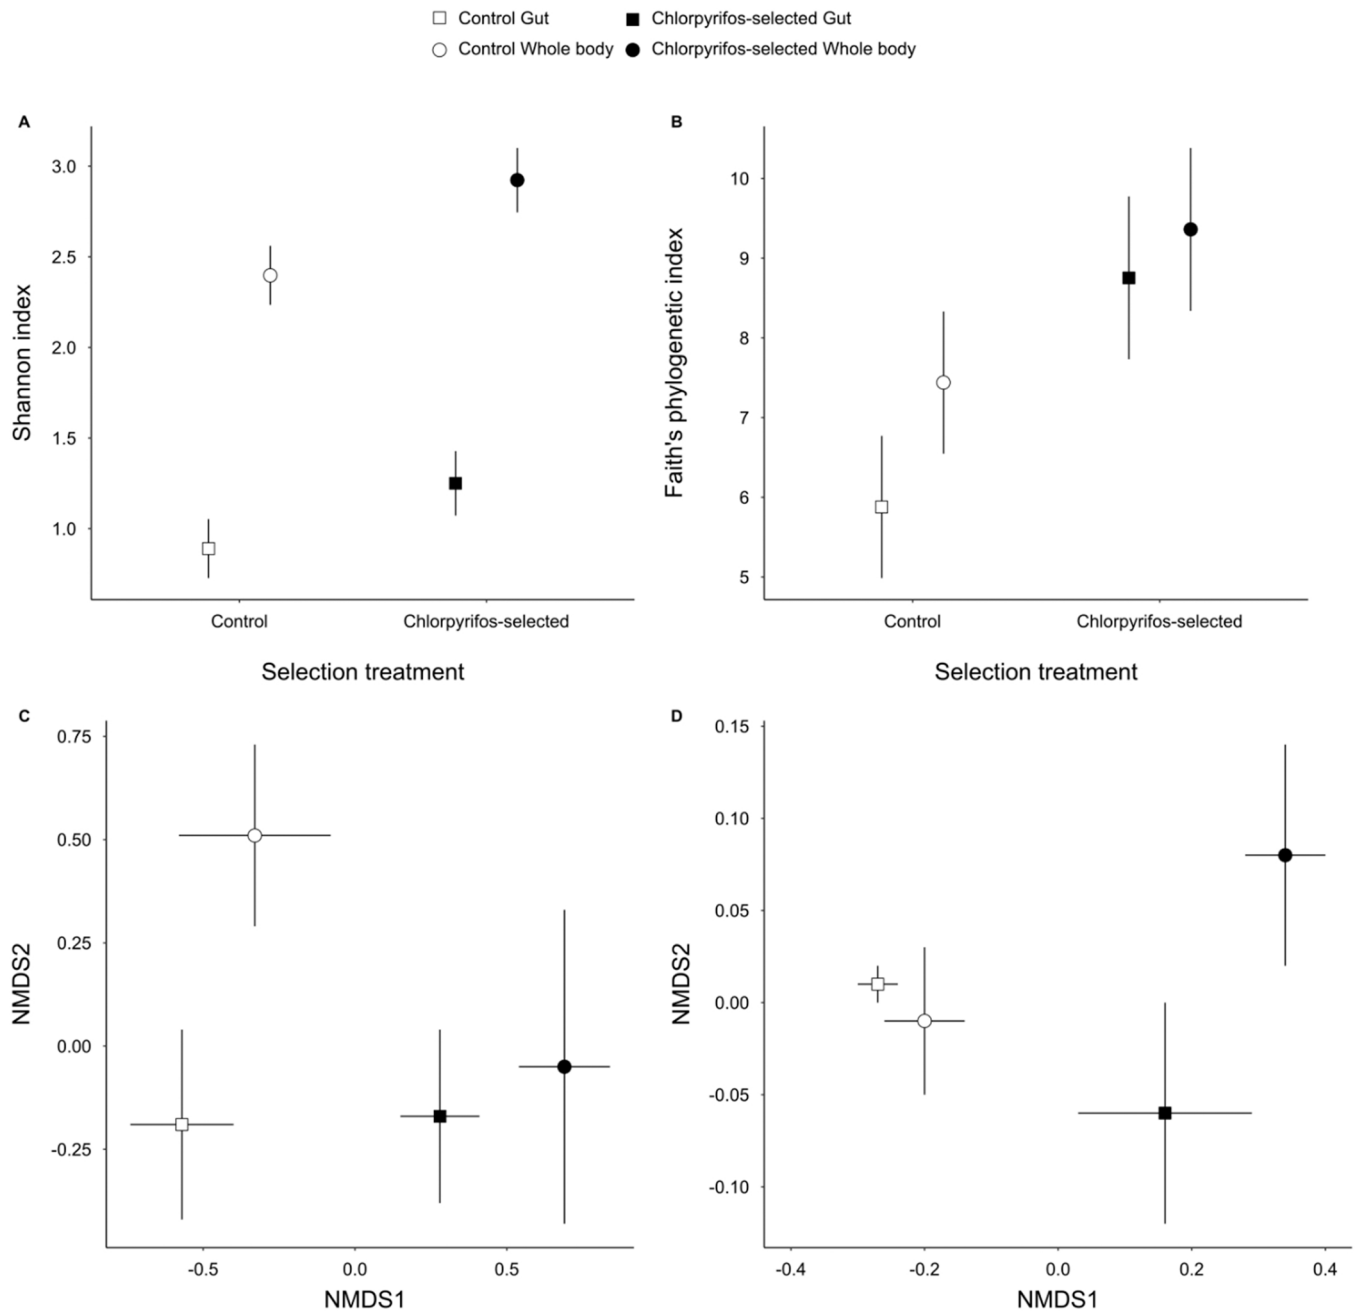 Control Gut
Chlorpyrifos-selected Gut
Control Whole body
Chlorpyrifos-selected Whole body
A
Shannon index
3.0
2.5
2.0
1.5
1.0
Control
Chlorpyrifos-selected
Selection treatment
B
Faith's phylogenetic index
10
9
8
7
6
5
Control
Chlorpyrifos-selected
Selection treatment
C
NMDS2
0.75
0.50
0.25
0.00
-0.25
-0.5
0.0
0.5
NMDS1
D
NMDS2
0.15
0.10
0.05
0.00
-0.05
-0.10
-0.4
-0.2
0.0
0.2
0.4
NMDS1